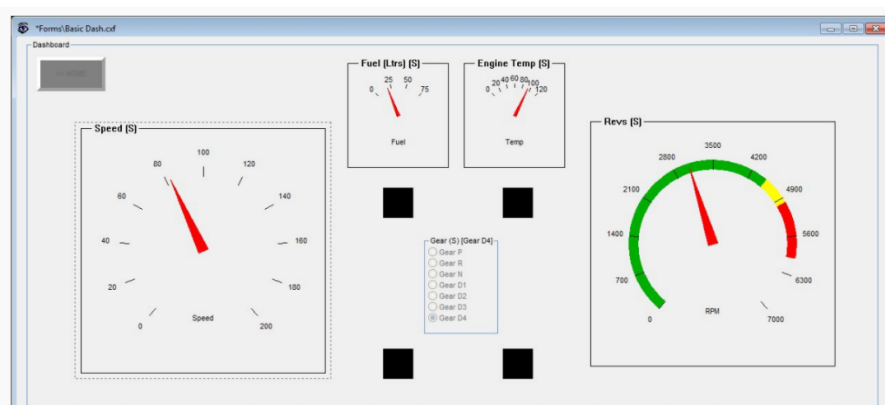 *Forms\Basic Dash.cxf
Dashboard
Fuel (Ltrs) (S)
0 25 50 75
Fuel
Engine Temp (S)
0 20 40 60 80 100 120
Temp
Speed (S)
0 20 40 60 80 100 120 140 160 180 200
Speed
Gear (S) [Gear D4]
Gear P
Gear R
Gear N
Gear D1
Gear D2
Gear D3
Gear D4
Revs (S)
0 700 1400 2100 2800 3500 4200 4900 5600 6300 7000
RPM